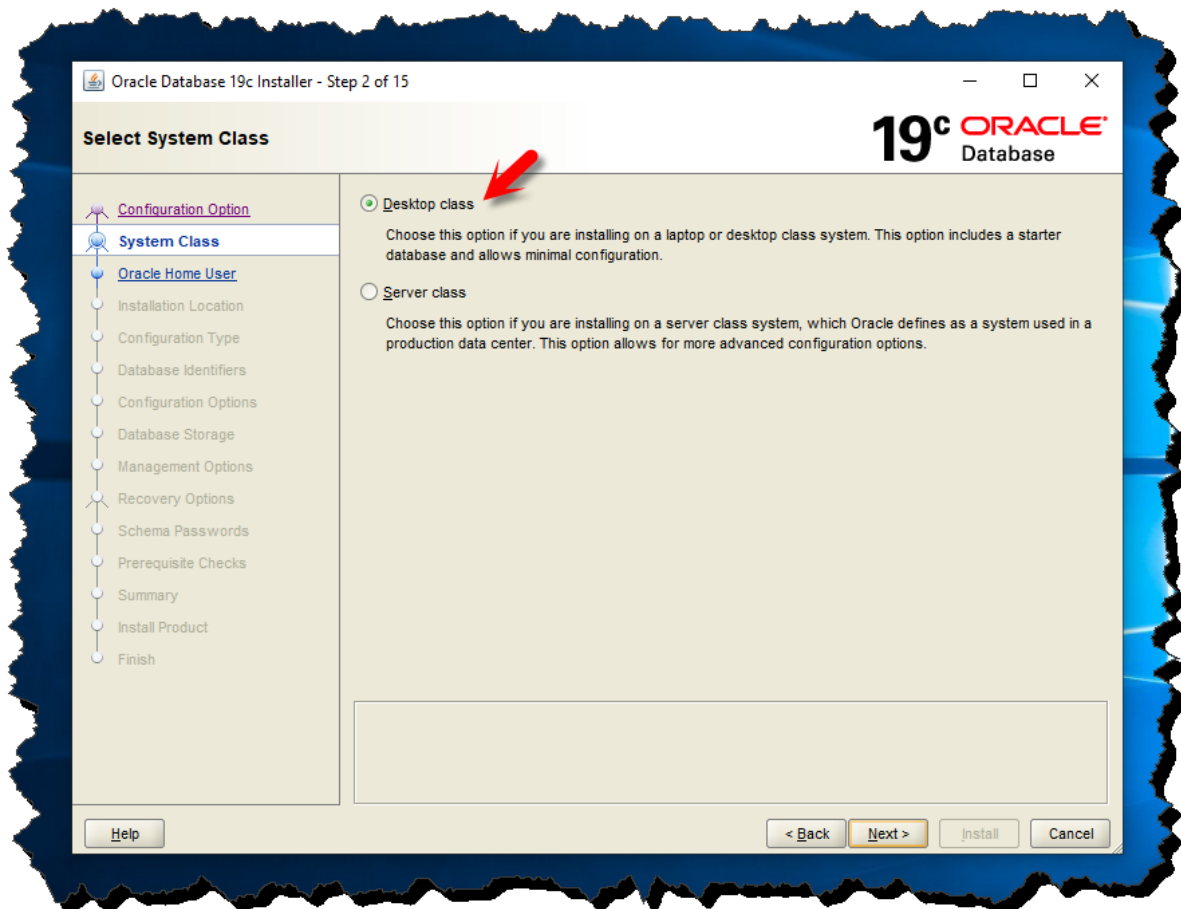 Oracle Database 19c Installer - Step 2 of 15
Select System Class
19c ORACLE
Database
Configuration Option
System Class
Oracle Home User
Installation Location
Configuration Type
Database Identifiers
Configuration Options
Database Storage
Management Options
Recovery Options
Schema Passwords
Prerequisite Checks
Summary
Install Product
Finish
Desktop class
Choose this option if you are installing on a laptop or desktop class system. This option includes a starter
database and allows minimal configuration.
Server class
Choose this option if you are installing on a server class system, which Oracle defines as a system used in a
production data center. This option allows for more advanced configuration options.
Help
< Back
Next >
Install
Cancel